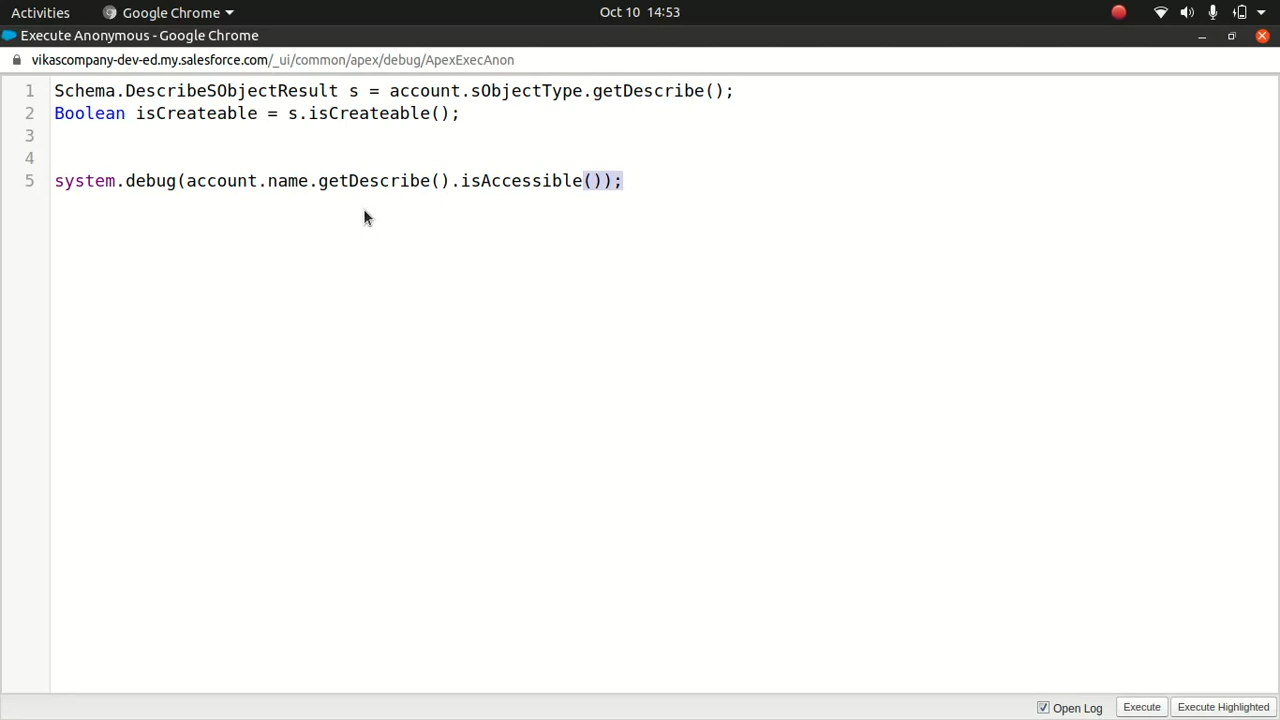 Activities Google Chrome Oct 10 14:53
Execute Anonymous - Google Chrome
vikascompany-dev-ed.my.salesforce.com/_ui/common/apex/debug/ApexExecAnon
1 Schema.DescribeSObjectResult s = account.sObjectType.getDescribe();
2 Boolean isCreateable = s.isCreateable();
3
4
5 system.debug(account.name.getDescribe().isAccessible());
Open Log Execute Execute Highlighted